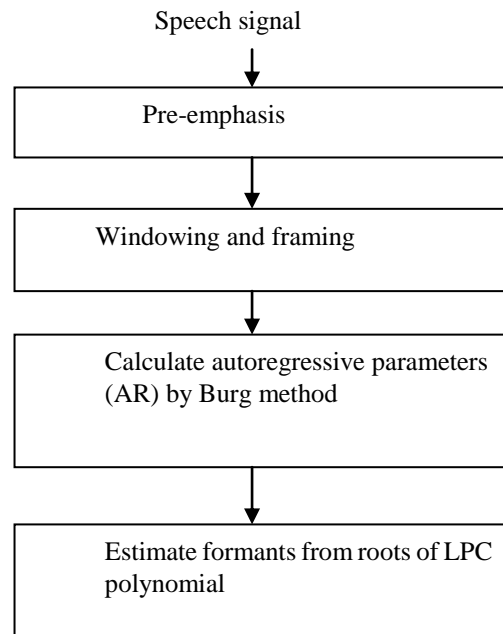 Speech signal
Pre-emphasis
Windowing and framing
Calculate autoregressive parameters
(AR) by Burg method
Estimate formants from roots of LPC
polynomial